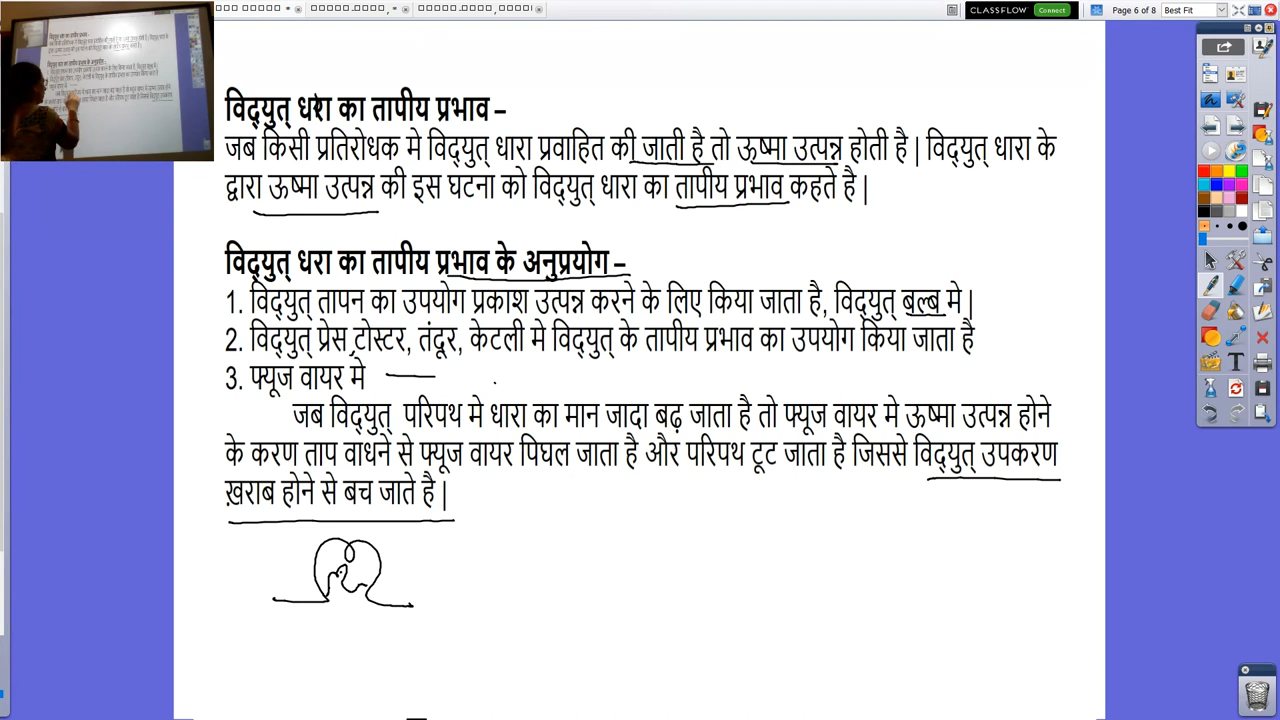 CLASSFLOW Connect Page 6 of 8 Best Fit
विद्युत् धरा का तापीय प्रभाव –
जब किसी प्रतिरोधक मे विद्युत् धारा प्रवाहित की जाती है तो ऊष्मा उत्पन्न होती है | विद्युत् धारा के
द्वारा ऊष्मा उत्पन्न की इस घटना को विद्युत् धारा का तापीय प्रभाव कहते है |
विद्युत् धरा का तापीय प्रभाव के अनुप्रयोग –
1. विद्युत् तापन का उपयोग प्रकाश उत्पन्न करने के लिए किया जाता है, विद्युत् बल्ब मे |
2. विद्युत् प्रेस ,टोस्टर, तंदूर, केटली मे विद्युत् के तापीय प्रभाव का उपयोग किया जाता है
3. फ्यूज वायर मे
जब विद्युत् परिपथ मे धारा का मान जादा बढ़ जाता है तो फ्यूज वायर मे ऊष्मा उत्पन्न होने
के करण ताप वाधने से फ्यूज वायर पिघल जाता है और परिपथ टूट जाता है जिससे विद्युत् उपकरण
ख़राब होने से बच जाते है |